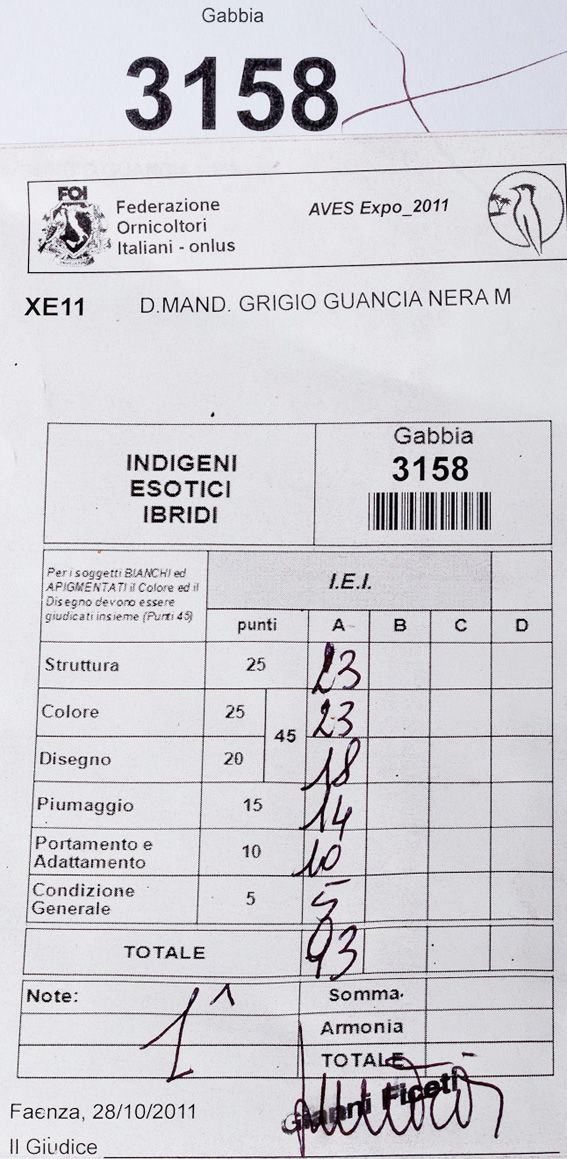 Gabbia
3158
FOI
Federazione
Ornicoltori
Italiani - onlus
AVES Expo_2011
XE11 D.MAND. GRIGIO GUANCIA NERA M
INDIGENI
ESOTICI
IBRIDI
Gabbia
3158
Per i soggetti BIANCHI ed
APIGMENTATI il Colore ed il
Disegno devono essere
giudicati insieme (Punti 45)
I.E.I.
punti A B C D
Struttura 25 23
Colore 25 23
45
Disegno 20 18
Piumaggio 15 14
Portamento e
Adattamento 10 10
Condizione
Generale 5 5
TOTALE 93
Note: 1^ Somma.
Armonia
TOTALE
Faenza, 28/10/2011
Gianni Ficeti
Il Giudice